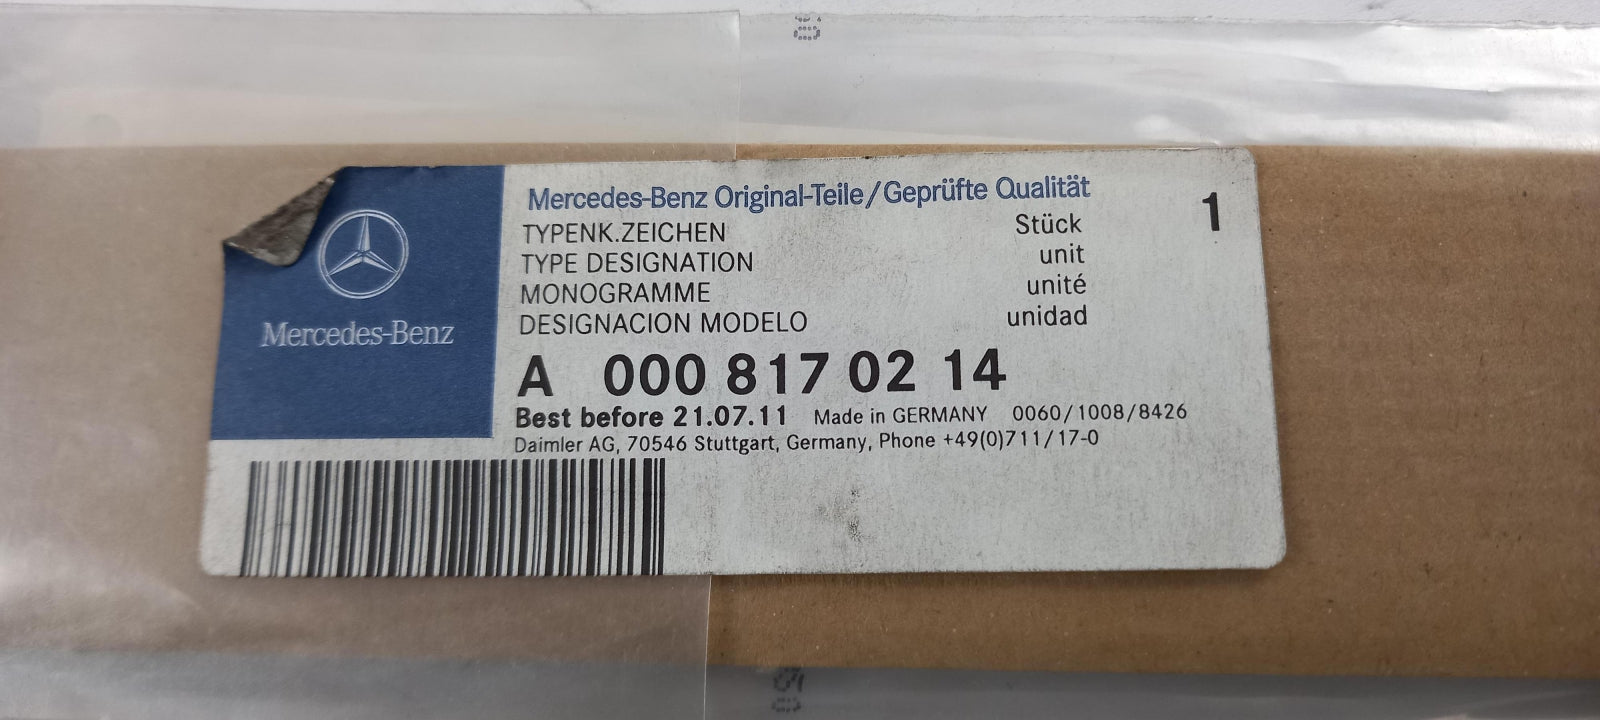 Mercedes-Benz
Mercedes-Benz Original-Teile/Geprüfte Qualität
TYPENK.ZEICHEN Stück 1
TYPE DESIGNATION unit
MONOGRAMME unité
DESIGNACION MODELO unidad
A 000 817 02 14
Best before 21.07.11 Made in GERMANY 0060/1008/8426
Daimler AG, 70546 Stuttgart, Germany, Phone +49(0)711/17-0